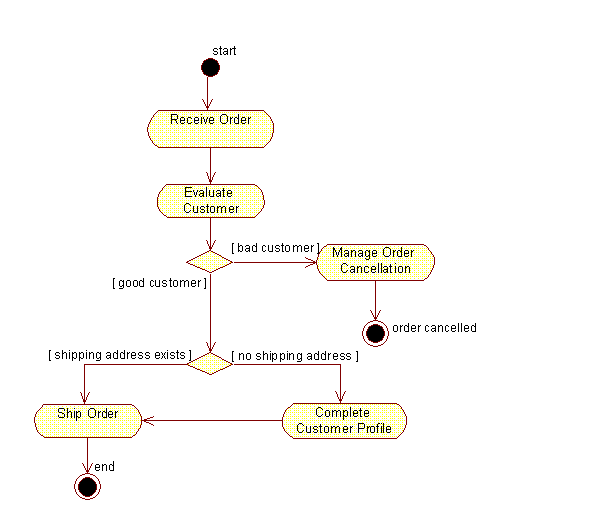 start
Receive Order
Evaluate
Customer
[ bad customer ]
Manage Order
Cancellation
[ good customer ]
order cancelled
[ shipping address exists ]
[ no shipping address ]
Ship Order
Complete
Customer Profile
end